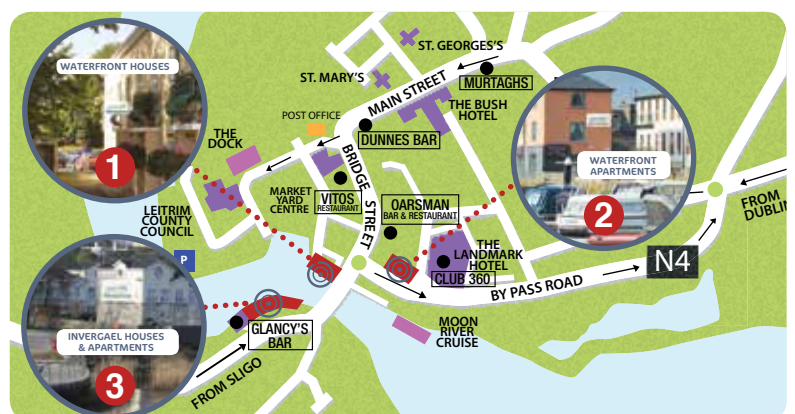 WATERFRONT HOUSES
1
ST. GEORGES'S
ST. MARY'S
MAIN STREET
MURTAGHS
THE BUSH HOTEL
POST OFFICE
DUNNES BAR
THE
DOCK
BRIDGE STREET
MARKET
YARD
CENTRE
VITOS
RESTAURANT
OARSMAN
BAR & RESTAURANT
WATERFRONT
APARTMENTS
2
FROM
DUBLIN
LEITRIM
COUNTY
COUNCIL
P
THE
LANDMARK
HOTEL
CLUB 360
N4
BY PASS ROAD
INVERGAEL HOUSES
& APARTMENTS
3
GLANCY'S
BAR
FROM SLIGO
MOON
RIVER
CRUISE